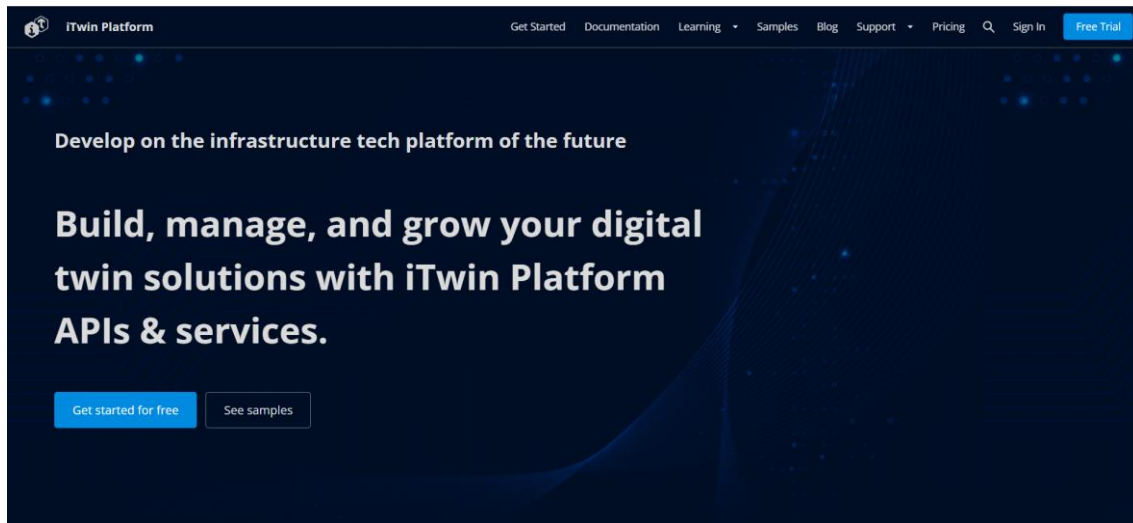 iTwin Platform
Get Started Documentation Learning Samples Blog Support Pricing Sign In Free Trial
Develop on the infrastructure tech platform of the future
Build, manage, and grow your digital
twin solutions with iTwin Platform
APIs & services.
Get started for free See samples